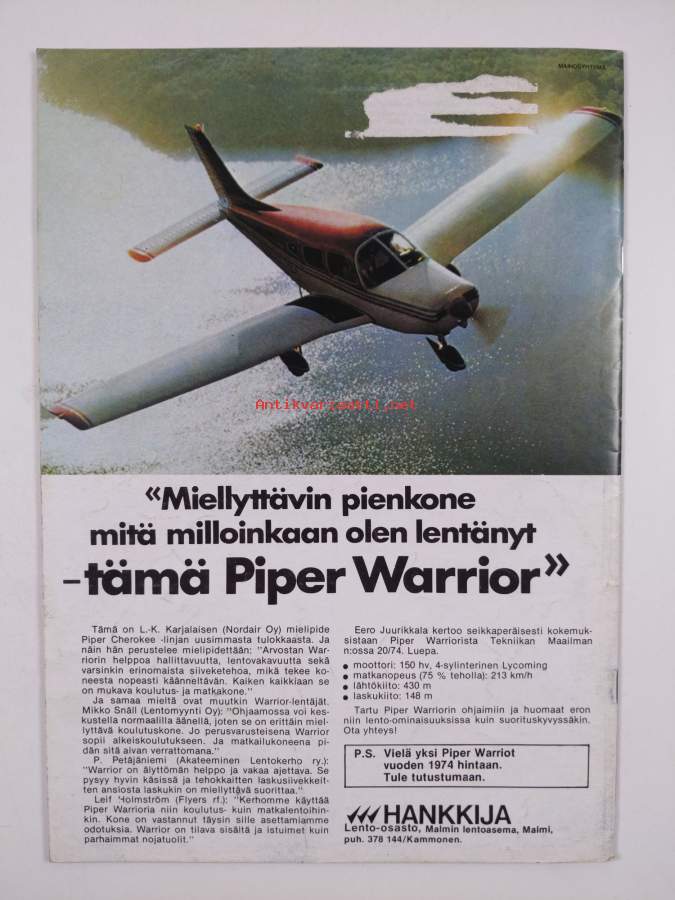 MAINOSYHTYMÄ
Antikvariaatti.net
«Miellyttävin pienkone
mitä milloinkaan olen lentänyt
–tämä Piper Warrior»
Tämä on L.-K. Karjalaisen (Nordair Oy) mielipide
Piper Cherokee -linjan uusimmasta tulokkaasta. Ja
näin hän perustelee mielipidettään: "Arvostan War-
riorin helppoa hallittavuutta, lentovakavuutta sekä
varsinkin erinomaista siiveketehoa, mikä tekee ko-
neesta nopeasti käänneltävän. Kaiken kaikkiaan se
on mukava koulutus- ja matkakone."
Ja samaa mieltä ovat muutkin Warrior-lentäjät.
Mikko Snäll (Lentomyynti Oy): "Ohjaamossa voi kes-
kustella normaalilla äänellä, joten se on erittäin miel-
lyttävä koulutuskone. Jo perusvarusteisena Warrior
sopii alkeiskoulutukseen. Ja matkailukoneena pi-
dän sitä aivan verrattomana."
P. Petäjäniemi (Akateeminen Lentokerho ry.):
"Warrior on älyttömän helppo ja vakaa ajettava. Se
pysyy hyvin käsissä ja tehokkaitten laskusiivekkeit-
ten ansiosta laskukin on miellyttävä suorittaa."
Leif Holmström (Flyers rf.): "Kerhomme käyttää
Piper Warrioria niin koulutus- kuin matkalentoihin-
kin. Kone on vastannut täysin sille asettamiamme
odotuksia. Warrior on tilava sisältä ja istuimet kuin
parhaimmat nojatuolit."
Eero Juurikkala kertoo seikkaperäisesti kokemuk-
sistaan Piper Warriorista Tekniikan Maailman
n:ossa 20/74. Luepa.
● moottori: 150 hv, 4-sylinterinen Lycoming
● matkanopeus (75 % teholla): 213 km/h
● lähtökiito: 430 m
● laskukiito: 148 m
Tartu Piper Warriorin ohjaimiin ja huomaat eron
niin lento-ominaisuuksissa kuin suorituskyvyssäkin.
Ota yhteys!
P.S. Vielä yksi Piper Warriot
vuoden 1974 hintaan.
Tule tutustumaan.
HANKKIJA
Lento-osasto, Malmin lentoasema, Malmi,
puh. 378 144/Kammonen.